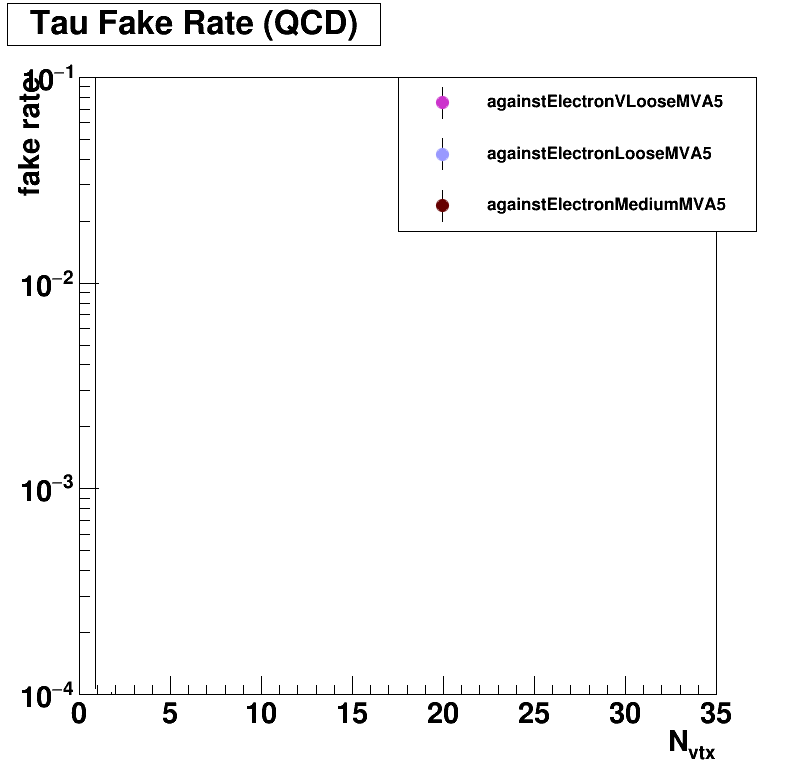 Tau Fake Rate (QCD)
fake rate
10⁻¹
againstElectronVLooseMVA5
againstElectronLooseMVA5
againstElectronMediumMVA5
10⁻²
10⁻³
10⁻⁴
0 5 10 15 20 25 30 35
N_vtx